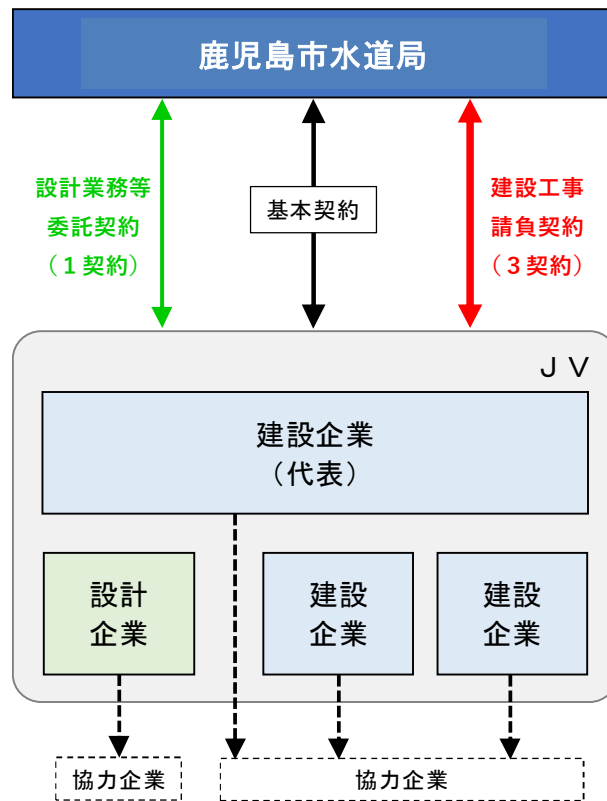 鹿児島市水道局
設計業務等
委託契約
（１契約）
基本契約
建設工事
請負契約
（３契約）
ＪＶ
建設企業
（代表）
設計
企業
建設
企業
建設
企業
協力企業
協力企業